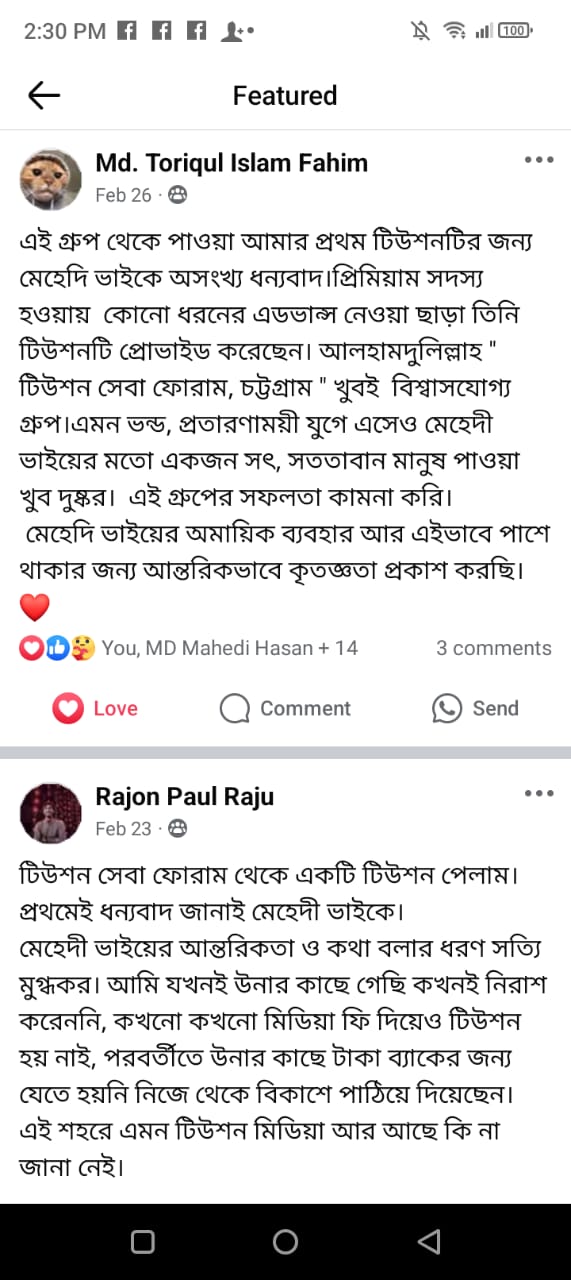 2:30 PM
100
Featured
Md. Toriqul Islam Fahim
Feb 26 ·
এই গ্রুপ থেকে পাওয়া আমার প্রথম টিউশনটির জন্য
মেহেদি ভাইকে অসংখ্য ধন্যবাদ।প্রিমিয়াম সদস্য
হওয়ায় কোনো ধরনের এডভান্স নেওয়া ছাড়া তিনি
টিউশনটি প্রোভাইড করেছেন। আলহামদুলিল্লাহ "
টিউশন সেবা ফোরাম, চট্টগ্রাম " খুবই বিশ্বাসযোগ্য
গ্রুপ।এমন ভন্ড, প্রতারণাময়ী যুগে এসেও মেহেদী
ভাইয়ের মতো একজন সৎ, সততাবান মানুষ পাওয়া
খুব দুষ্কর। এই গ্রুপের সফলতা কামনা করি।
মেহেদি ভাইয়ের অমায়িক ব্যবহার আর এইভাবে পাশে
থাকার জন্য আন্তরিকভাবে কৃতজ্ঞতা প্রকাশ করছি।
❤️
You, MD Mahedi Hasan + 14 3 comments
Love Comment Send
Rajon Paul Raju
Feb 23 ·
টিউশন সেবা ফোরাম থেকে একটি টিউশন পেলাম।
প্রথমেই ধন্যবাদ জানাই মেহেদী ভাইকে।
মেহেদী ভাইয়ের আন্তরিকতা ও কথা বলার ধরণ সত্যি
মুগ্ধকর। আমি যখনই উনার কাছে গেছি কখনই নিরাশ
করেননি, কখনো কখনো মিডিয়া ফি দিয়েও টিউশন
হয় নাই, পরবর্তীতে উনার কাছে টাকা ব্যাকের জন্য
যেতে হয়নি নিজে থেকে বিকাশে পাঠিয়ে দিয়েছেন।
এই শহরে এমন টিউশন মিডিয়া আর আছে কি না
জানা নেই।